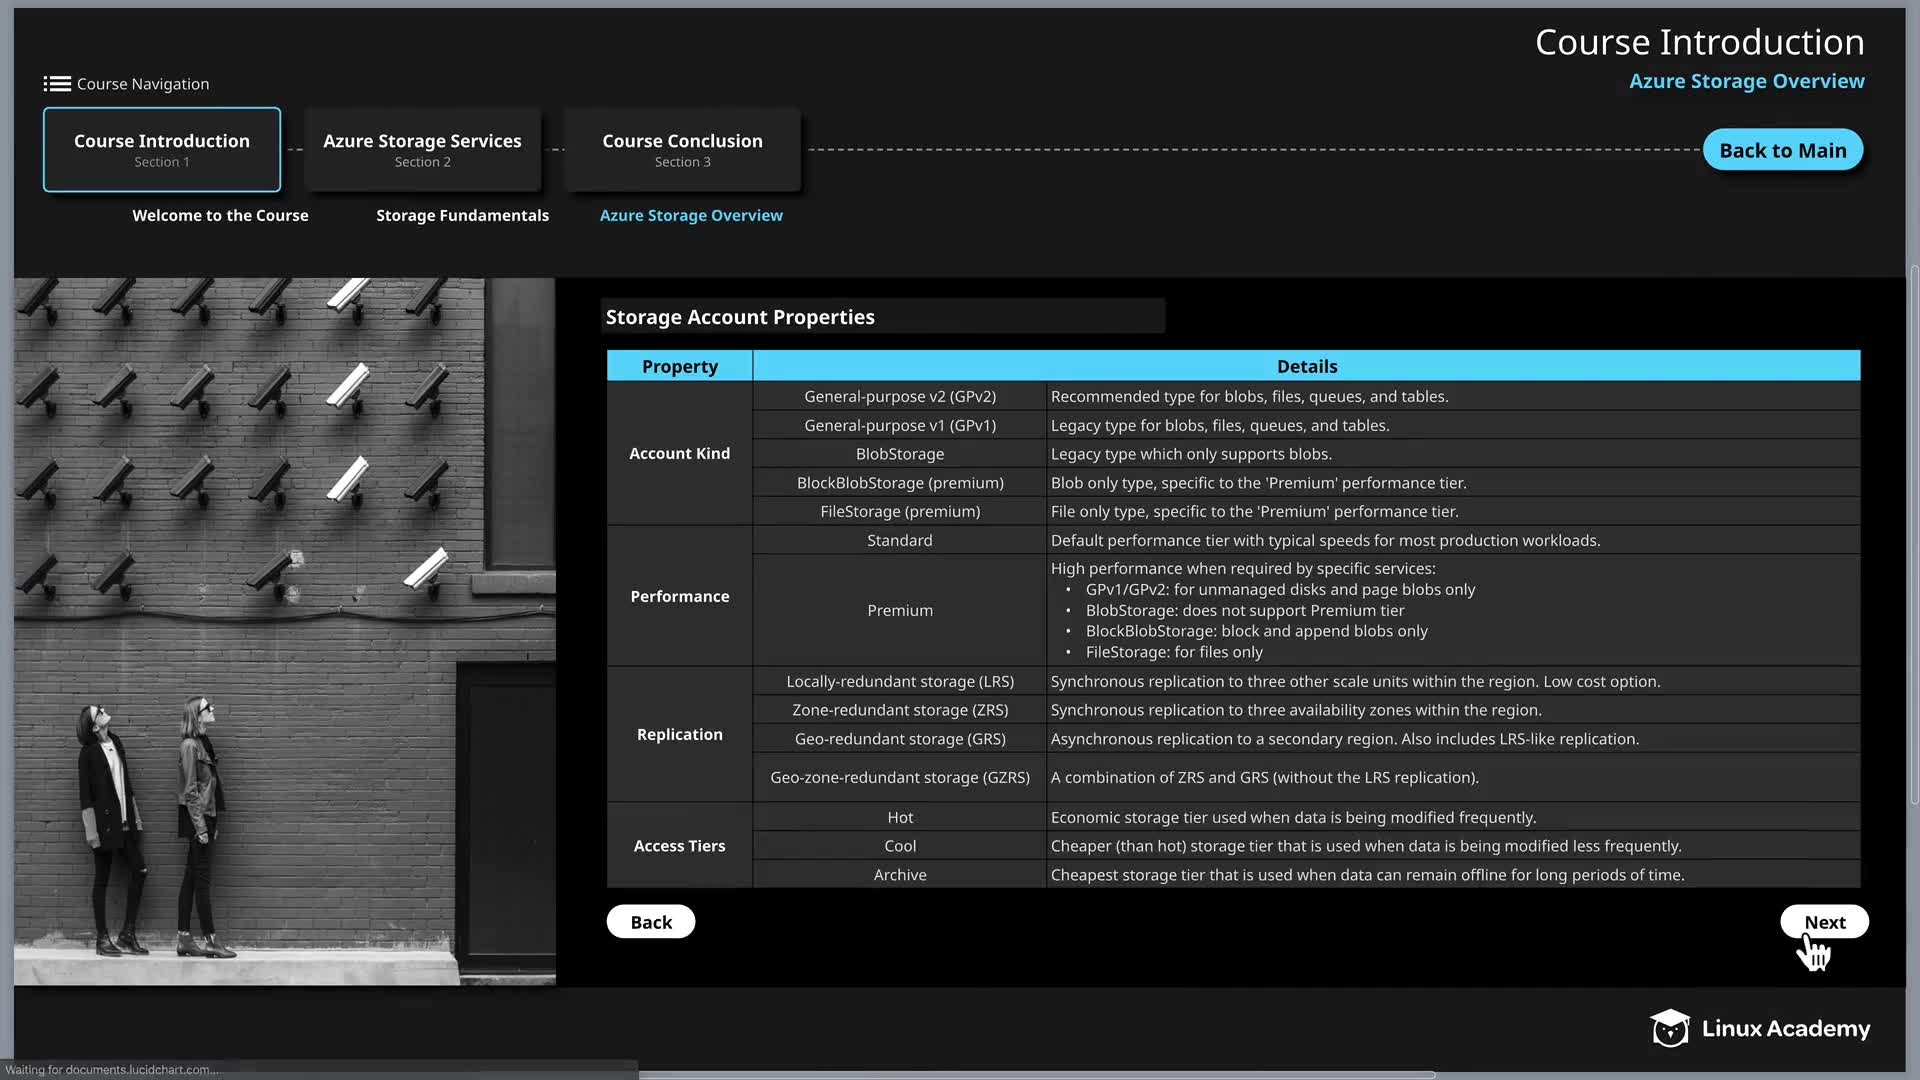 Course Introduction
Azure Storage Overview
Course Navigation
Course Introduction
Section 1
Azure Storage Services
Section 2
Course Conclusion
Section 3
Back to Main
Welcome to the Course
Storage Fundamentals
Azure Storage Overview
Storage Account Properties
Property
Details
Account Kind
General-purpose v2 (GPv2)
Recommended type for blobs, files, queues, and tables.
General-purpose v1 (GPv1)
Legacy type for blobs, files, queues, and tables.
BlobStorage
Legacy type which only supports blobs.
BlockBlobStorage (premium)
Blob only type, specific to the 'Premium' performance tier.
FileStorage (premium)
File only type, specific to the 'Premium' performance tier.
Performance
Standard
Default performance tier with typical speeds for most production workloads.
Premium
High performance when required by specific services:
• GPv1/GPv2: for unmanaged disks and page blobs only
• BlobStorage: does not support Premium tier
• BlockBlobStorage: block and append blobs only
• FileStorage: for files only
Replication
Locally-redundant storage (LRS)
Synchronous replication to three other scale units within the region. Low cost option.
Zone-redundant storage (ZRS)
Synchronous replication to three availability zones within the region.
Geo-redundant storage (GRS)
Asynchronous replication to a secondary region. Also includes LRS-like replication.
Geo-zone-redundant storage (GZRS)
A combination of ZRS and GRS (without the LRS replication).
Access Tiers
Hot
Economic storage tier used when data is being modified frequently.
Cool
Cheaper (than hot) storage tier that is used when data is being modified less frequently.
Archive
Cheapest storage tier that is used when data can remain offline for long periods of time.
Back
Next
Linux Academy
Waiting for documents.lucidchart.com...